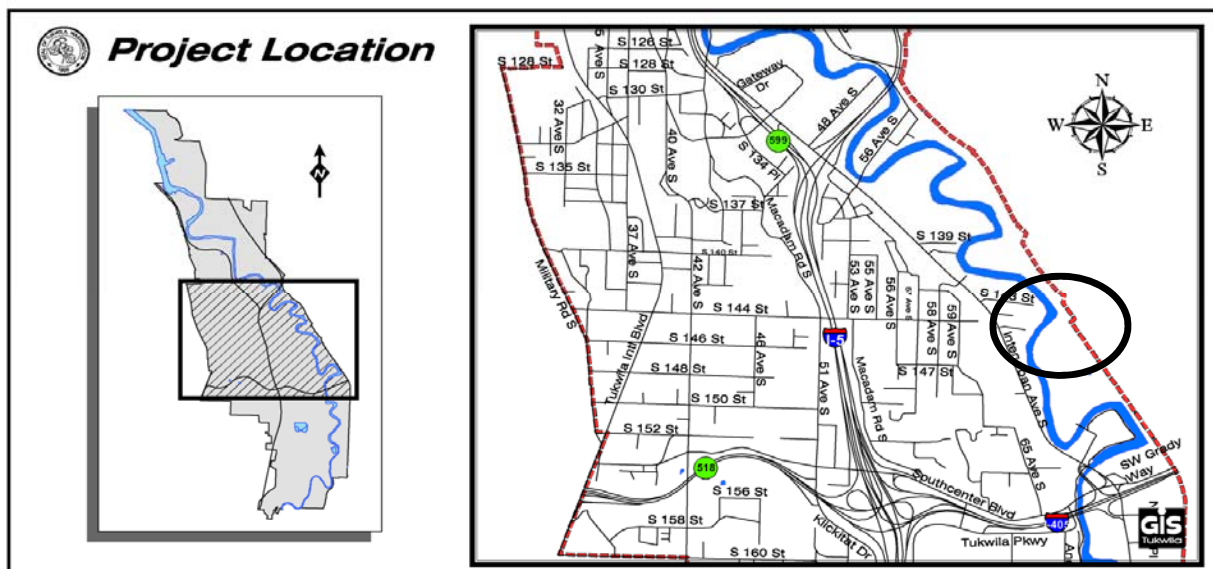 Project Location
N
S 126 St
S 128 St
S 128 St
S 130 St
Gateway Dr
48 Ave S
56 Ave S
32 Ave S
40 Ave S
599
S 134 Pl
S 135 St
S 137 St
Macadam Rd S
37 Ave S
S 139 St
Military Rd S
42 Ave S
S 140 St
53 Ave S
55 Ave S
56 Ave S
57 Ave S
58 Ave S
59 Ave S
S 144 St
Tukwila Intl Blvd
S 146 St
46 Ave S
I-5
S 147 St
S 148 St
51 Ave S
Macadam Rd S
S 150 St
S 152 St
65 Ave S
SW Grady Way
518
Southcenter Blvd
S 156 St
S 158 St
Klickitat Dr
Tukwila Pkwy
S 160 St
N
W E
S
GIS
Tukwila